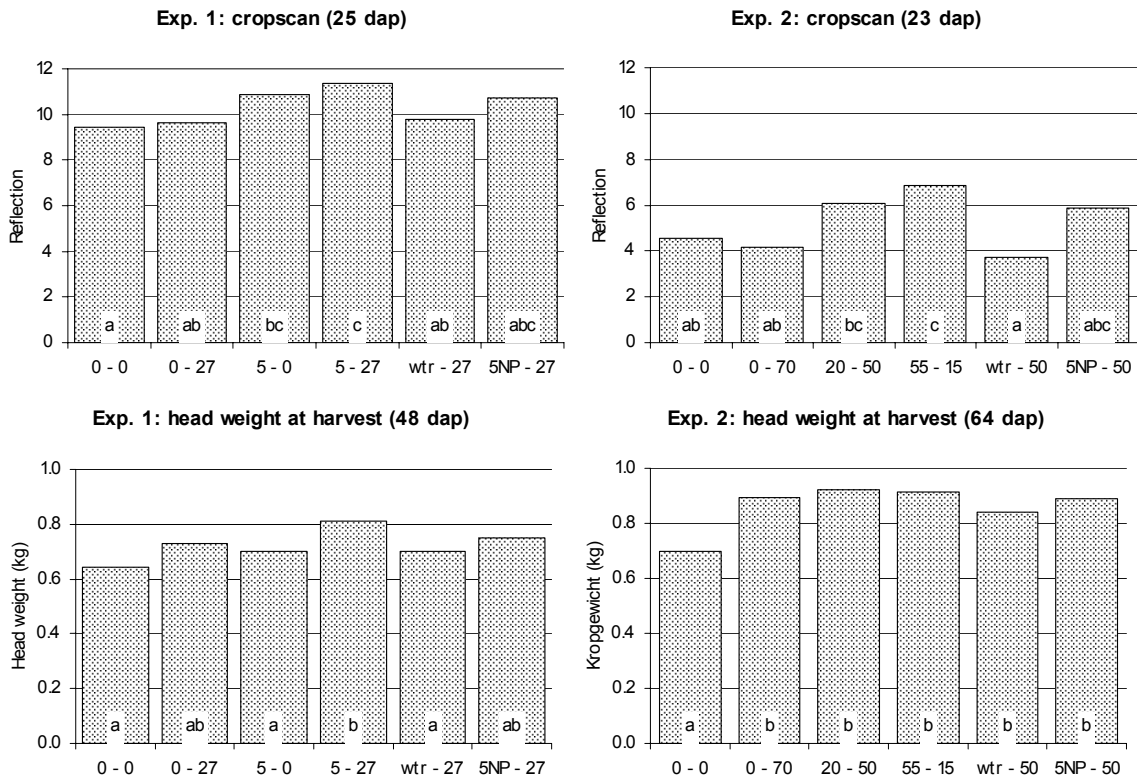 Exp. 1: cropscan (25 dap)
12
10
8
6
4
2
0
Reflection
a ab bc c ab abc
0 - 0 0 - 27 5 - 0 5 - 27 wtr - 27 5NP - 27
Exp. 2: cropscan (23 dap)
12
10
8
6
4
2
0
Reflection
ab ab bc c a abc
0 - 0 0 - 70 20 - 50 55 - 15 wtr - 50 5NP - 50
Exp. 1: head weight at harvest (48 dap)
1.0
0.8
0.6
0.4
0.2
0.0
Head weight (kg)
a ab a b a ab
0 - 0 0 - 27 5 - 0 5 - 27 wtr - 27 5NP - 27
Exp. 2: head weight at harvest (64 dap)
1.0
0.8
0.6
0.4
0.2
0.0
Kropgewicht (kg)
a b b b b b
0 - 0 0 - 70 20 - 50 55 - 15 wtr - 50 5NP - 50